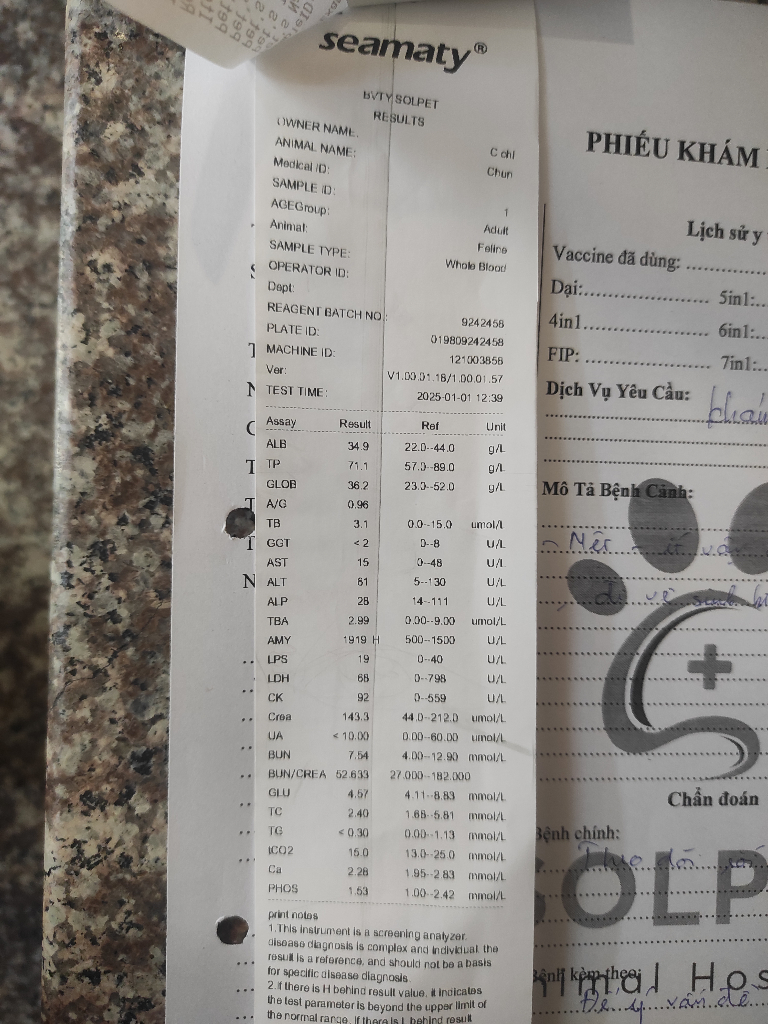 seamaty®
BVTY SOLPET
RESULTS
OWNER NAME:
ANIMAL NAME: C chi
Medical ID: Chun
SAMPLE ID:
AGEGroup: 1
Animal: Adult
SAMPLE TYPE: Feline
OPERATOR ID: Whole Blood
Dept:
REAGENT BATCH NO.: 9242456
PLATE ID: 019809242458
MACHINE ID: 121003856
Ver: V1.00.01.18/1.00.01.57
TEST TIME: 2025-01-01 12:39
Assay Result Ref Unit
ALB 34.9 22.0--44.0 g/L
TP 71.1 57.0--89.0 g/L
GLOB 36.2 23.0--52.0 g/L
A/G 0.96
TB 3.1 0.0--15.0 umol/L
GGT <2 0--8 U/L
AST 15 0--48 U/L
ALT 81 5--130 U/L
ALP 28 14--111 U/L
TBA 2.99 0.00--9.00 umol/L
AMY 1919 H 500--1500 U/L
LPS 19 0--40 U/L
LDH 68 0--798 U/L
CK 92 0--559 U/L
Crea 143.3 44.0--212.0 umol/L
UA <10.00 0.00--60.00 umol/L
BUN 7.54 4.00--12.90 mmol/L
BUN/CREA 52.633 27.000--182.000
GLU 4.57 4.11--8.83 mmol/L
TC 2.40 1.68--5.81 mmol/L
TG <0.30 0.00--1.13 mmol/L
tCO2 15.0 13.0--25.0 mmol/L
Ca 2.28 1.95--2.83 mmol/L
PHOS 1.53 1.00--2.42 mmol/L
print notes
1.This instrument is a screening analyzer.
disease diagnosis is complex and individual. the
result is a reference, and should not be a basis
for specific disease diagnosis
2.if there is H behind result value. it indicates
the test parameter is beyond the upper limit of
the normal range. if there is L behind result
PHIẾU KHÁM
Lịch sử y
Vaccine đã dùng:
Dại: 5in1:
4in1 6in1:
FIP: 7in1:
Dịch Vụ Yêu Cầu: khám
Mô Tả Bệnh Cảnh:
- Mệt - ít
Chẩn đoán
Bệnh chính:
Theo dõi
SOLP
Bệnh kèm theo:
nimal Hos
Để ý vấn đề